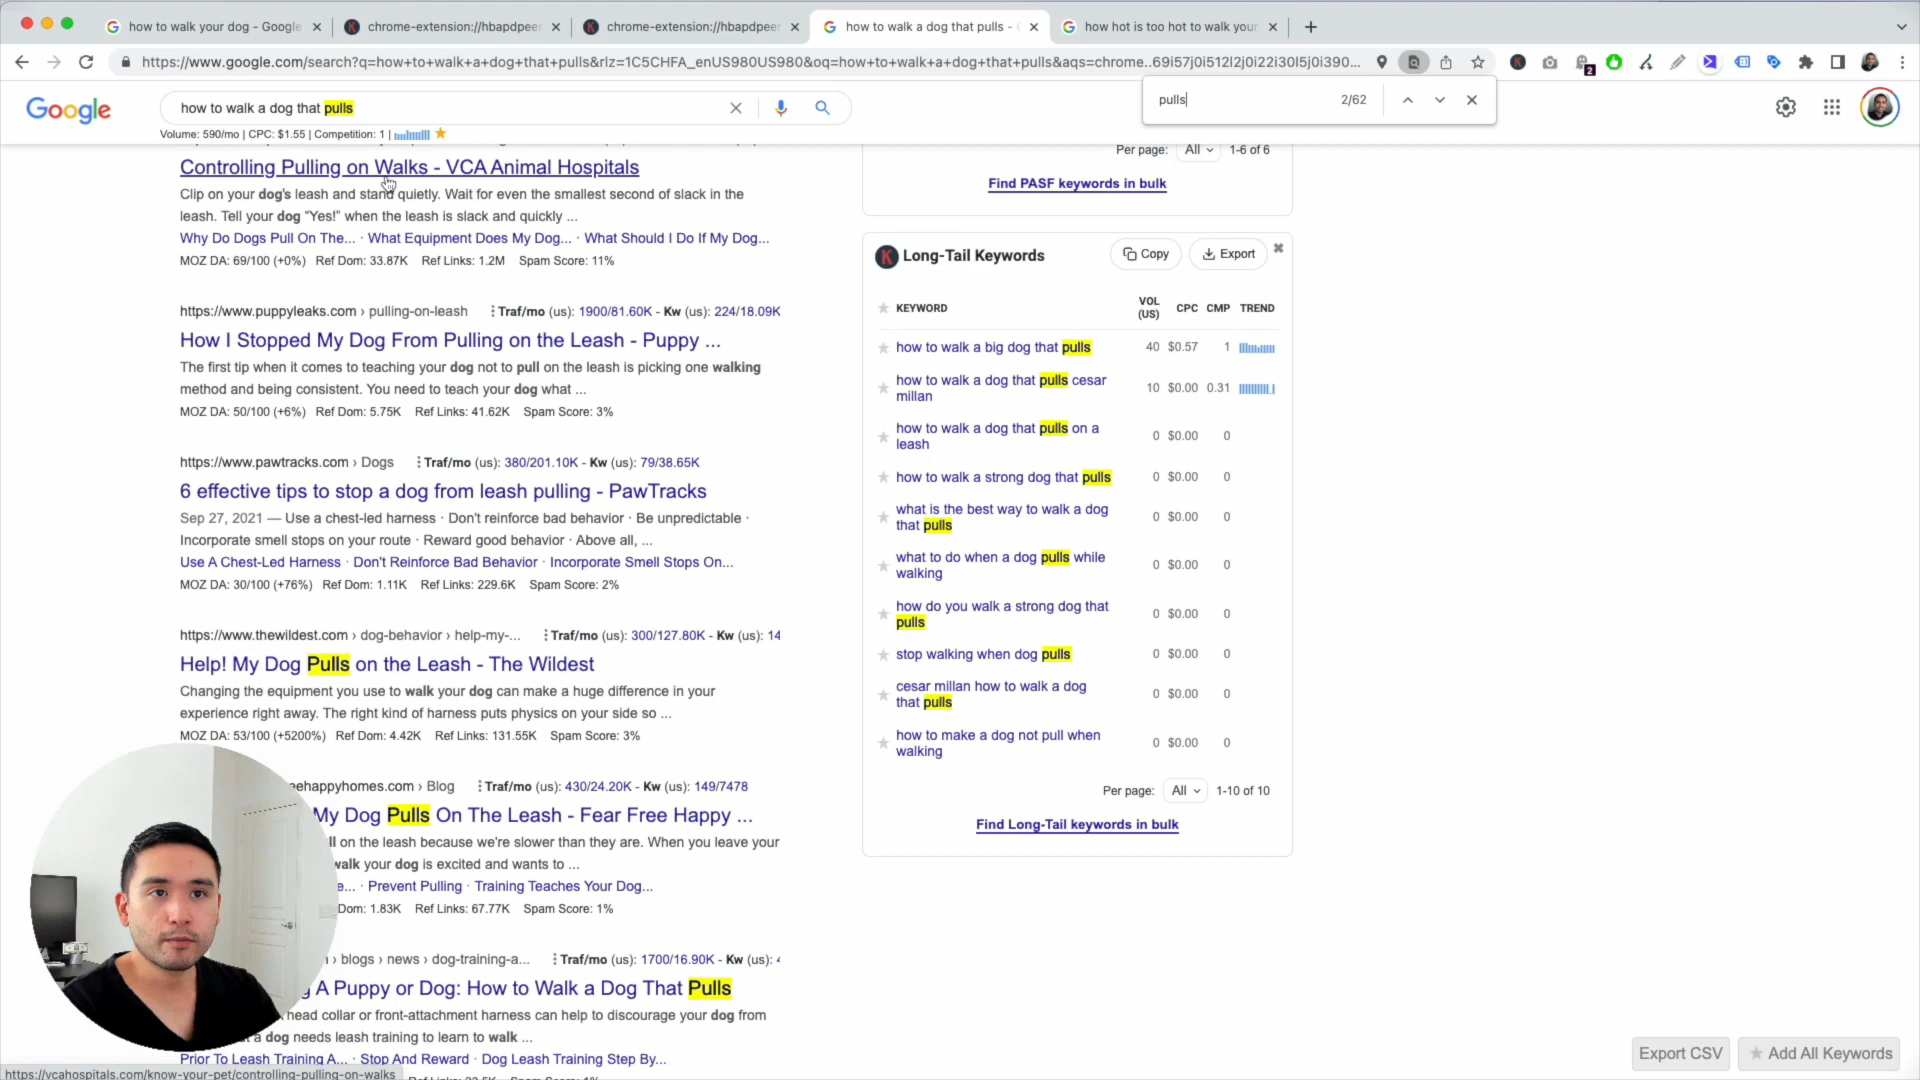 how to walk your dog - Google
chrome-extension://hbapdpeer
chrome-extension://hbapdpeer
how to walk a dog that pulls -
how hot is too hot to walk your
https://www.google.com/search?q=how+to+walk+a+dog+that+pulls&rlz=1C5CHFA_enUS980US980&oq=how+to+walk+a+dog+that+pulls&aqs=chrome..69i57j0i512l2j0i22i30l5j0i390...
2
pulls
2/62
Google
how to walk a dog that pulls
Volume: 590/mo | CPC: $1.55 | Competition: 1 |
Controlling Pulling on Walks - VCA Animal Hospitals
Clip on your dog's leash and stand quietly. Wait for even the smallest second of slack in the
leash. Tell your dog “Yes!” when the leash is slack and quickly ...
Why Do Dogs Pull On The... · What Equipment Does My Dog... · What Should I Do If My Dog...
MOZ DA: 69/100 (+0%) Ref Dom: 33.87K Ref Links: 1.2M Spam Score: 11%
https://www.puppyleaks.com › pulling-on-leash Traf/mo (us): 1900/81.60K - Kw (us): 224/18.09K
How I Stopped My Dog From Pulling on the Leash - Puppy ...
The first tip when it comes to teaching your dog not to pull on the leash is picking one walking
method and being consistent. You need to teach your dog what ...
MOZ DA: 50/100 (+6%) Ref Dom: 5.75K Ref Links: 41.62K Spam Score: 3%
https://www.pawtracks.com › Dogs Traf/mo (us): 380/201.10K - Kw (us): 79/38.65K
6 effective tips to stop a dog from leash pulling - PawTracks
Sep 27, 2021 — Use a chest-led harness · Don't reinforce bad behavior · Be unpredictable ·
Incorporate smell stops on your route · Reward good behavior · Above all, ...
Use A Chest-Led Harness · Don't Reinforce Bad Behavior · Incorporate Smell Stops On...
MOZ DA: 30/100 (+76%) Ref Dom: 1.11K Ref Links: 229.6K Spam Score: 2%
https://www.thewildest.com › dog-behavior › help-my-... Traf/mo (us): 300/127.80K - Kw (us): 14
Help! My Dog Pulls on the Leash - The Wildest
Changing the equipment you use to walk your dog can make a huge difference in your
experience right away. The right kind of harness puts physics on your side so ...
MOZ DA: 53/100 (+5200%) Ref Dom: 4.42K Ref Links: 131.55K Spam Score: 3%
eehappyhomes.com › Blog Traf/mo (us): 430/24.20K - Kw (us): 149/7478
My Dog Pulls On The Leash - Fear Free Happy ...
ll on the leash because we're slower than they are. When you leave your
walk your dog is excited and wants to ...
e... · Prevent Pulling · Training Teaches Your Dog...
Dom: 1.83K Ref Links: 67.77K Spam Score: 1%
› blogs › news › dog-training-a... Traf/mo (us): 1700/16.90K - Kw (us):
g A Puppy or Dog: How to Walk a Dog That Pulls
head collar or front-attachment harness can help to discourage your dog from
a dog needs leash training to learn to walk ...
Prior To Leash Training A... · Stop And Reward · Dog Leash Training Step By...
https://vcahospitals.com/know-your-pet/controlling-pulling-on-walks
Per page: All 1-6 of 6
Find PASF keywords in bulk
K Long-Tail Keywords
Copy
Export
KEYWORD VOL (US) CPC CMP TREND
how to walk a big dog that pulls 40 $0.57 1
how to walk a dog that pulls cesar
millan 10 $0.00 0.31
how to walk a dog that pulls on a
leash 0 $0.00 0
how to walk a strong dog that pulls 0 $0.00 0
what is the best way to walk a dog
that pulls 0 $0.00 0
what to do when a dog pulls while
walking 0 $0.00 0
how do you walk a strong dog that
pulls 0 $0.00 0
stop walking when dog pulls 0 $0.00 0
cesar millan how to walk a dog
that pulls 0 $0.00 0
how to make a dog not pull when
walking 0 $0.00 0
Per page: All 1-10 of 10
Find Long-Tail keywords in bulk
Export CSV
Add All Keywords